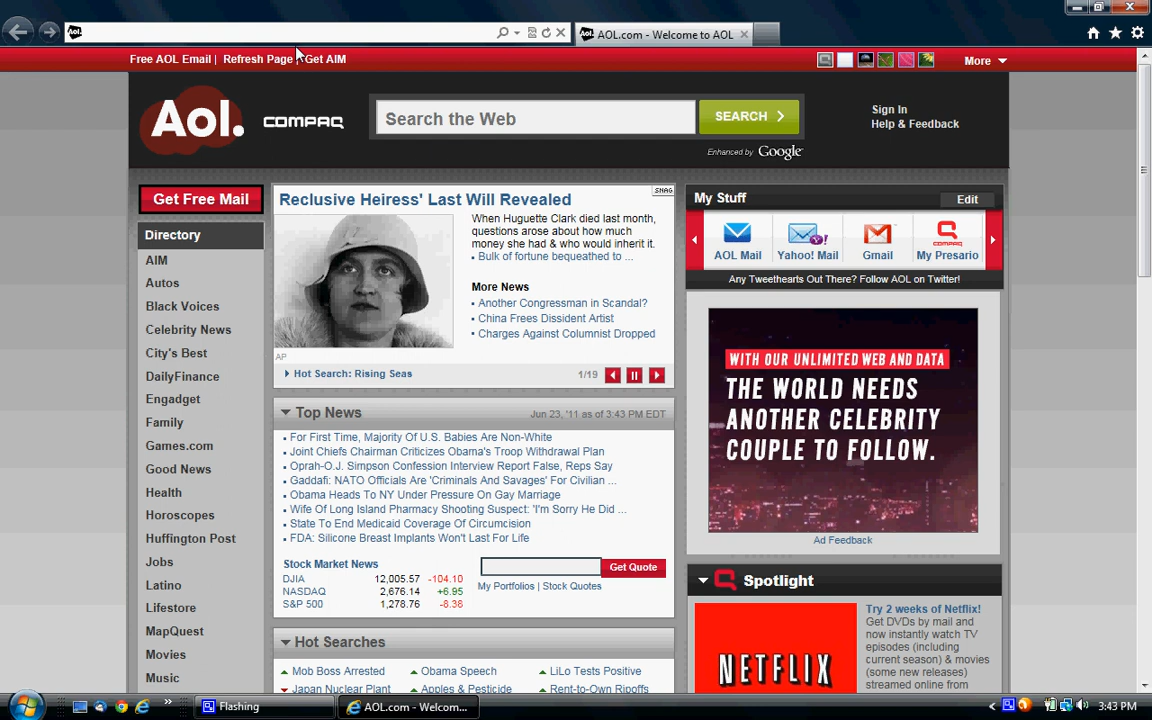 AOL.com - Welcome to AOL
Free AOL Email | Refresh Page | Get AIM
More
Aol.
COMPAQ
Search the Web
SEARCH
Enhanced by Google
Sign In
Help & Feedback
Get Free Mail
Directory
AIM
Autos
Black Voices
Celebrity News
City's Best
DailyFinance
Engadget
Family
Games.com
Good News
Health
Horoscopes
Huffington Post
Jobs
Latino
Lifestore
MapQuest
Movies
Music
Reclusive Heiress' Last Will Revealed
SHAG
When Huguette Clark died last month,
questions arose about how much
money she had & who would inherit it.
Bulk of fortune bequeathed to ...
More News
Another Congressman in Scandal?
China Frees Dissident Artist
Charges Against Columnist Dropped
AP
Hot Search: Rising Seas
1/19
Top News
Jun 23, '11 as of 3:43 PM EDT
For First Time, Majority Of U.S. Babies Are Non-White
Joint Chiefs Chairman Criticizes Obama's Troop Withdrawal Plan
Oprah-O.J. Simpson Confession Interview Report False, Reps Say
Gaddafi: NATO Officials Are 'Criminals And Savages' For Civilian ...
Obama Heads To NY Under Pressure On Gay Marriage
Wife Of Long Island Pharmacy Shooting Suspect: 'I'm Sorry He Did ...
State To End Medicaid Coverage Of Circumcision
FDA: Silicone Breast Implants Won't Last For Life
Stock Market News
DJIA 12,005.57 -104.10
NASDAQ 2,676.14 +6.95
S&P 500 1,278.76 -8.38
Get Quote
My Portfolios | Stock Quotes
Hot Searches
Mob Boss Arrested
Obama Speech
LiLo Tests Positive
Japan Nuclear Plant
Apples & Pesticide
Rent-to-Own Ripoffs
My Stuff
Edit
AOL Mail
Yahoo! Mail
Gmail
COMPAQ
My Presario
Any Tweethearts Out There? Follow AOL on Twitter!
WITH OUR UNLIMITED WEB AND DATA
THE WORLD NEEDS
ANOTHER CELEBRITY
COUPLE TO FOLLOW.
Ad Feedback
Spotlight
NETFLIX
Try 2 weeks of Netflix!
Get DVDs by mail and
now instantly watch TV
episodes (including
current season) & movies
(some new releases)
streamed online from
Flashing
AOL.com - Welcom...
3:43 PM